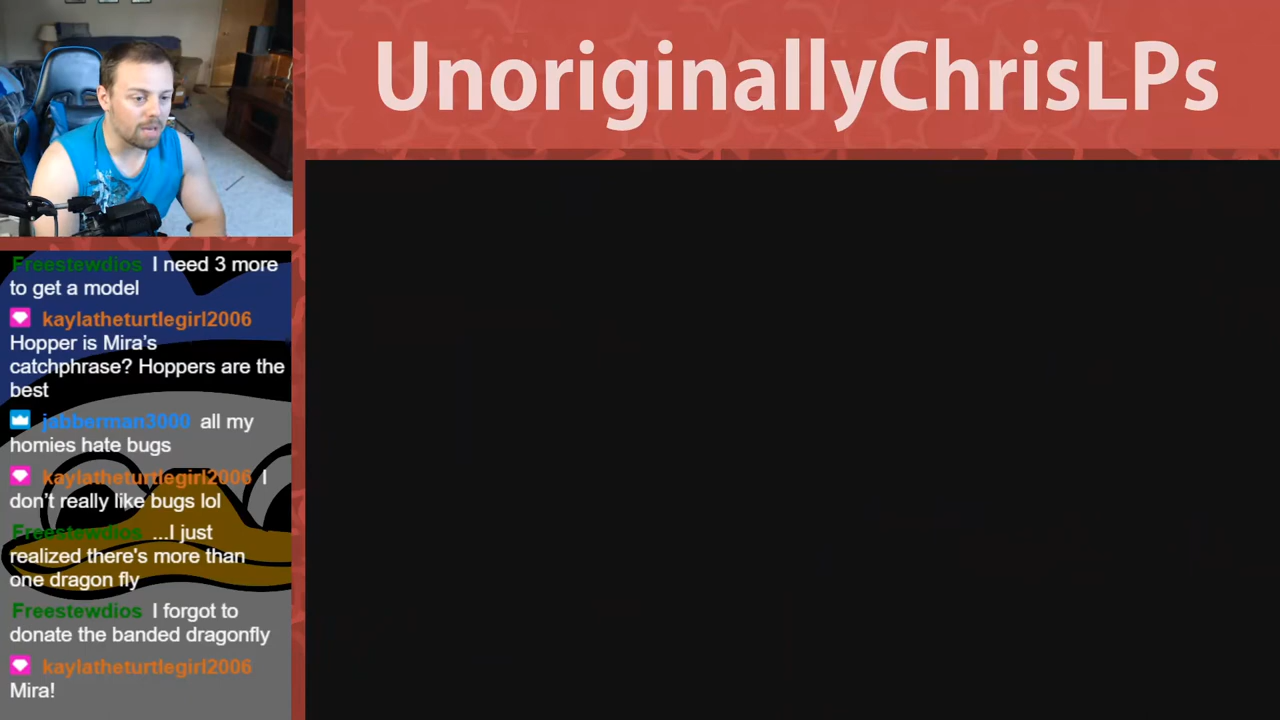 UnoriginallyChrisLPs
Freestewdios I need 3 more
to get a model
kaylatheturtlegirl2006
Hopper is Mira's
catchphrase? Hoppers are the
best
jabberman3000 all my
homies hate bugs
kaylatheturtlegirl2006 I
don't really like bugs lol
Freestewdios ...I just
realized there's more than
one dragon fly
Freestewdios I forgot to
donate the banded dragonfly
kaylatheturtlegirl2006
Mira!